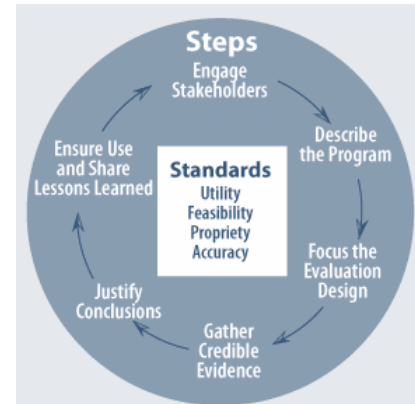 Steps
Engage
Stakeholders
Describe
the Program
Focus the
Evaluation
Design
Gather
Credible
Evidence
Justify
Conclusions
Ensure Use
and Share
Lessons Learned
Standards
Utility
Feasibility
Propriety
Accuracy